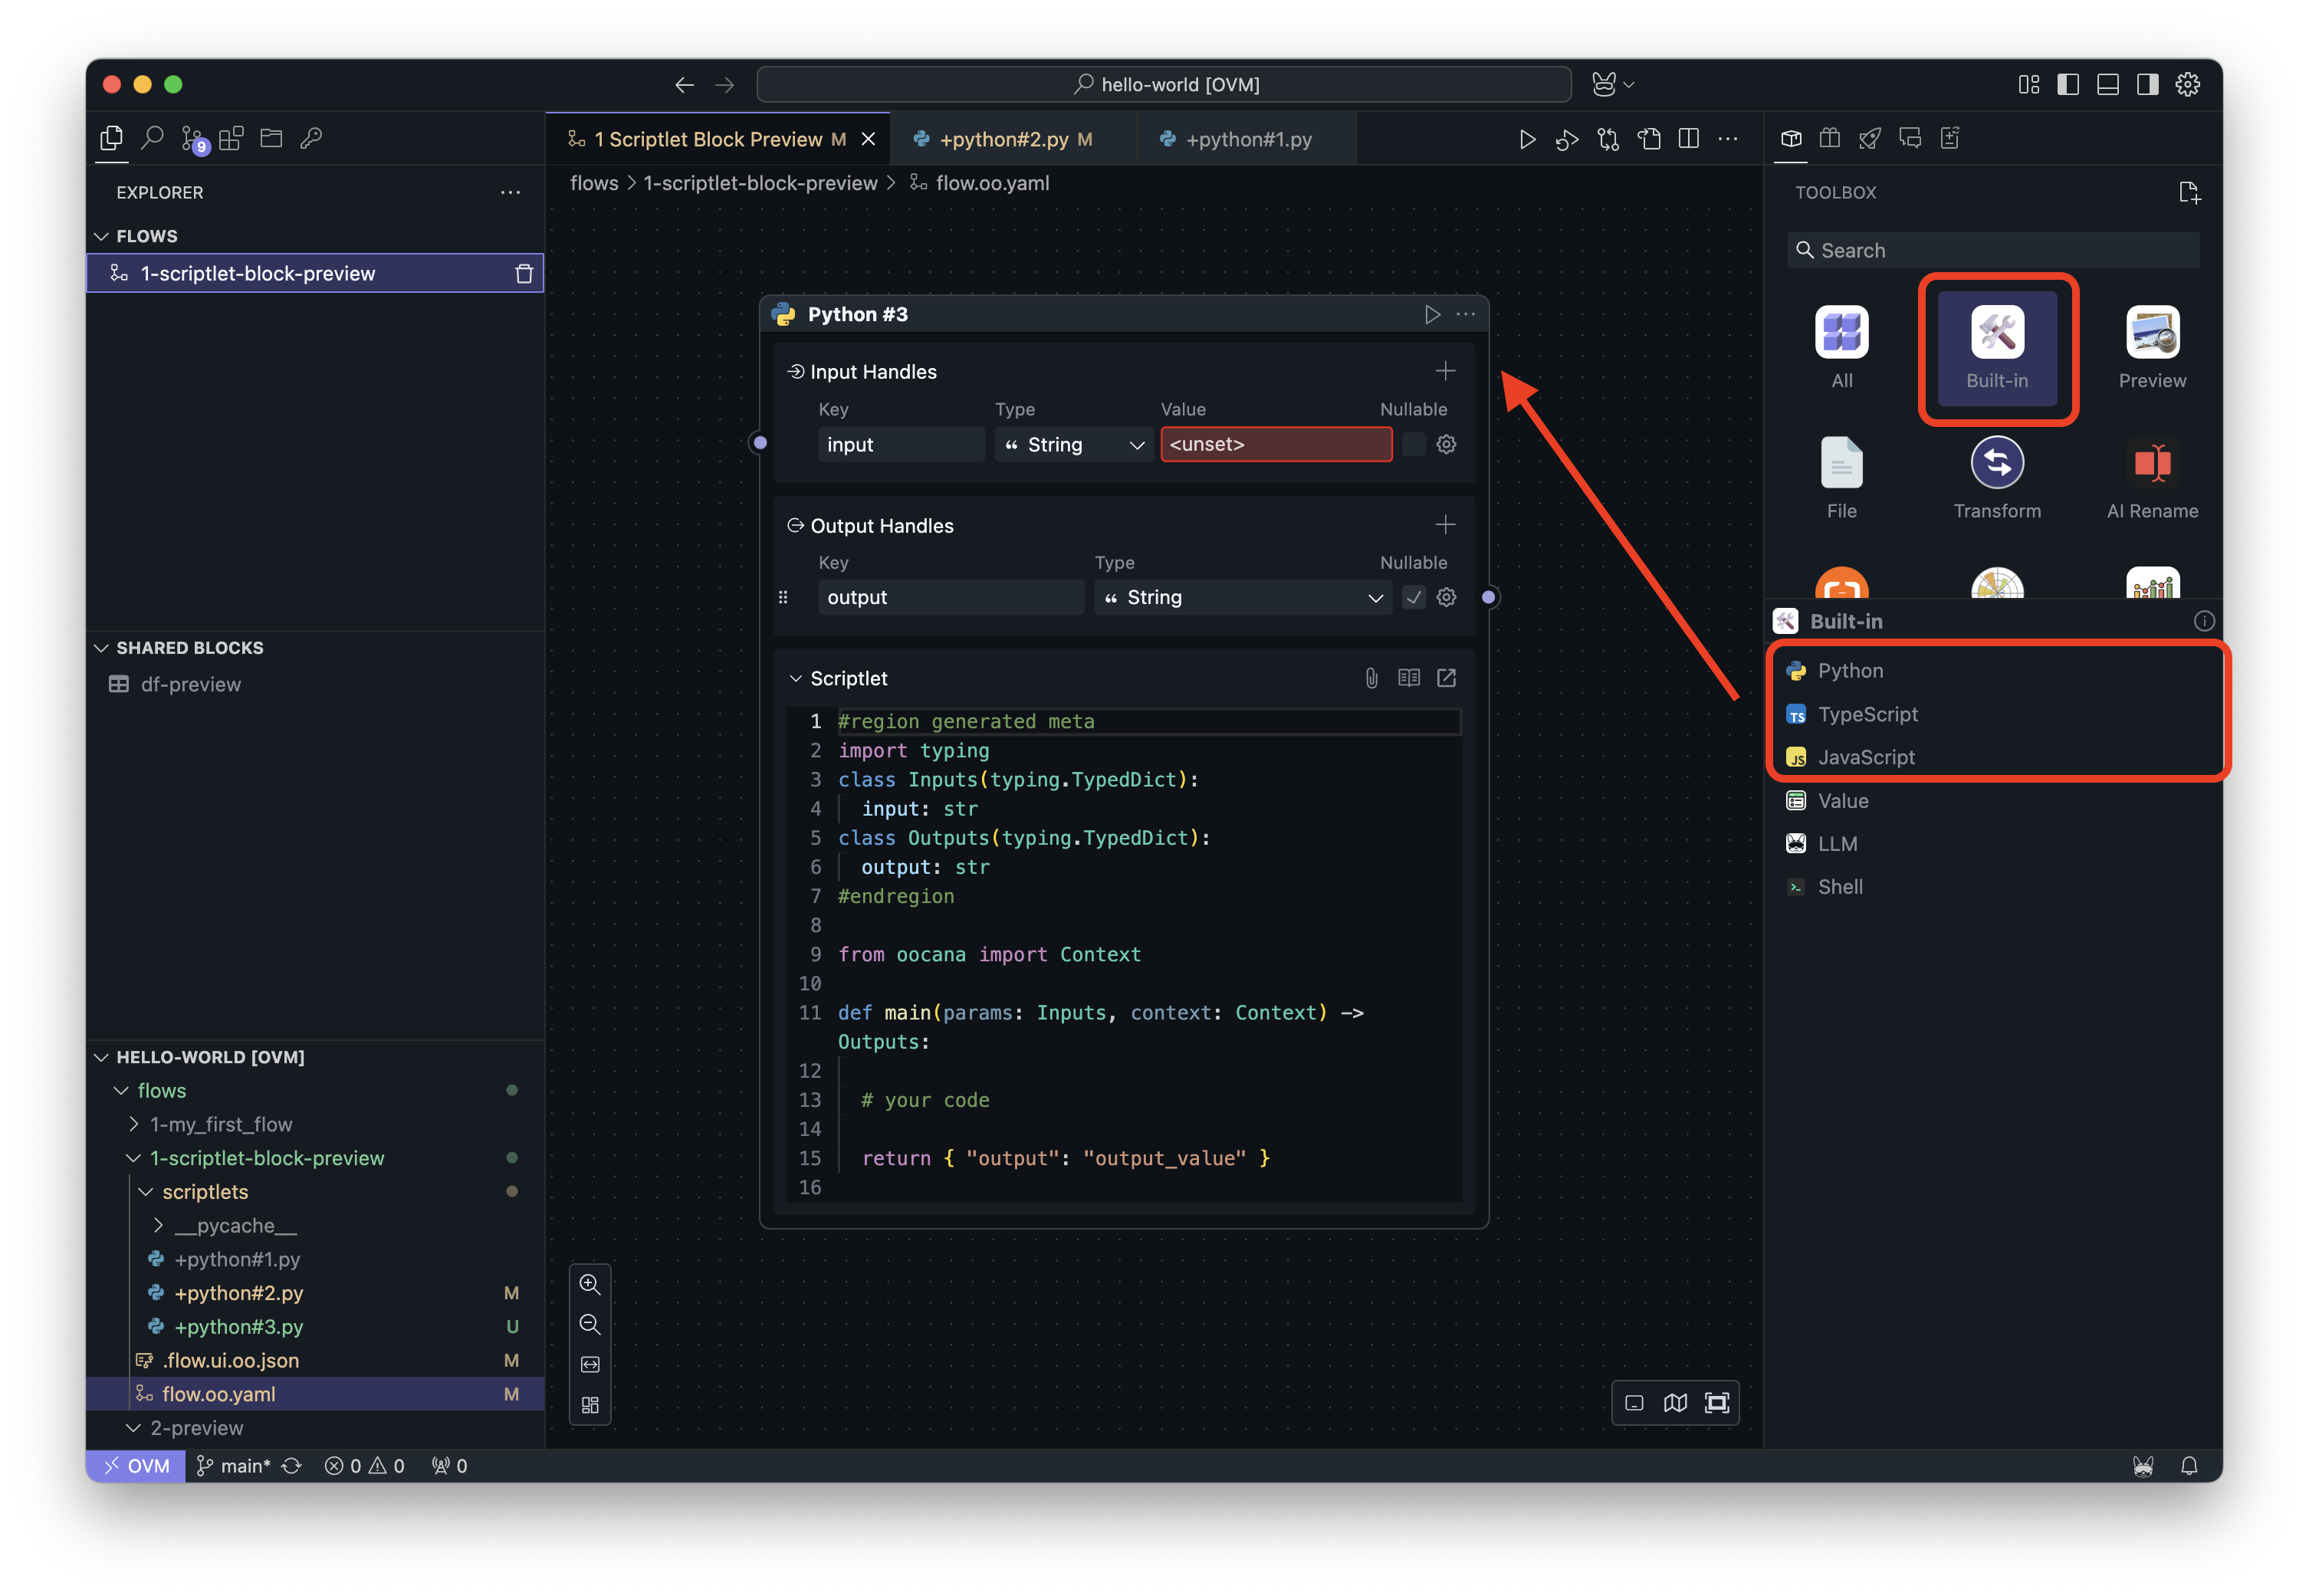 hello-world [OVM]
9
EXPLORER
FLOWS
1-scriptlet-block-preview
SHARED BLOCKS
df-preview
HELLO-WORLD [OVM]
flows
1-my_first_flow
1-scriptlet-block-preview
scriptlets
__pycache__
+python#1.py
+python#2.py M
+python#3.py U
.flow.ui.oo.json M
flow.oo.yaml M
2-preview
1 Scriptlet Block Preview M
+python#2.py M
+python#1.py
flows > 1-scriptlet-block-preview > flow.oo.yaml
Python #3
Input Handles
Key Type Value Nullable
input “ String <unset>
Output Handles
Key Type Nullable
output “ String
Scriptlet
1 #region generated meta
2 import typing
3 class Inputs(typing.TypedDict):
4 input: str
5 class Outputs(typing.TypedDict):
6 output: str
7 #endregion
8
9 from oocana import Context
10
11 def main(params: Inputs, context: Context) ->
Outputs:
12
13 # your code
14
15 return { "output": "output_value" }
16
TOOLBOX
Search
All Built-in Preview
File Transform AI Rename
Built-in
Python
TS TypeScript
JS JavaScript
Value
LLM
Shell
OVM main* 0 0 0